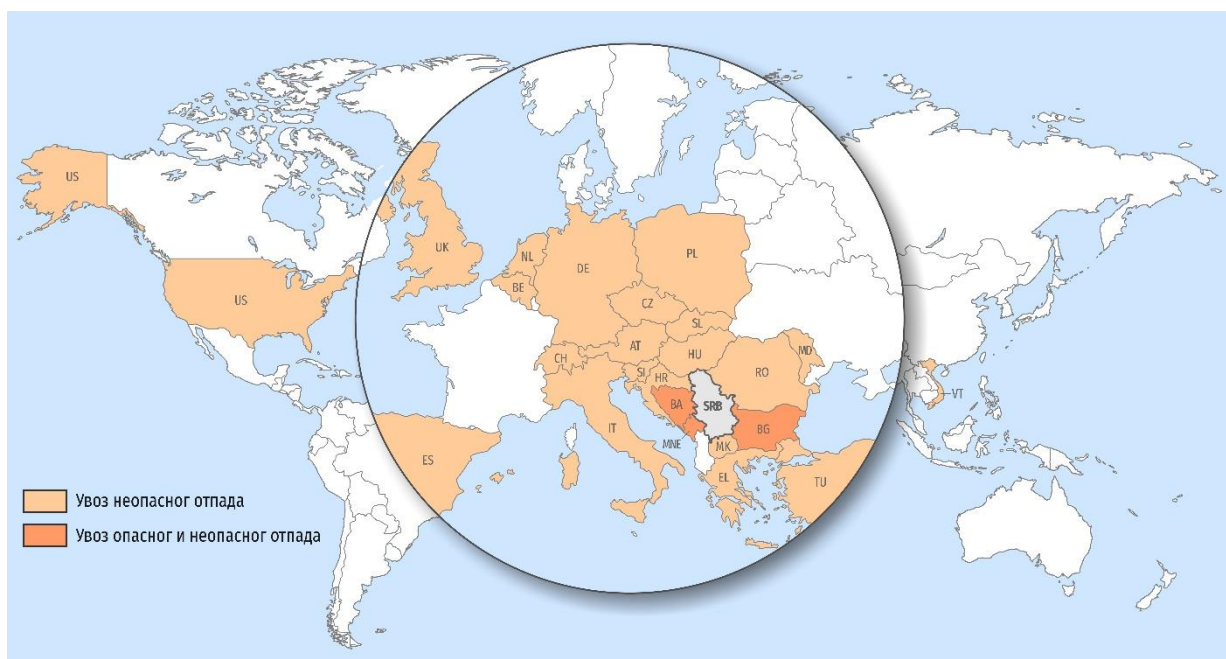 US
US
UK
NL
BE
DE
PL
CZ
SL
AT
CH
HU
MD
SI
HR
RO
BA
SRB
BG
IT
MNE
MK
ES
EL
TU
VT
Увоз неопасног отпада
Увоз опасног и неопасног отпада